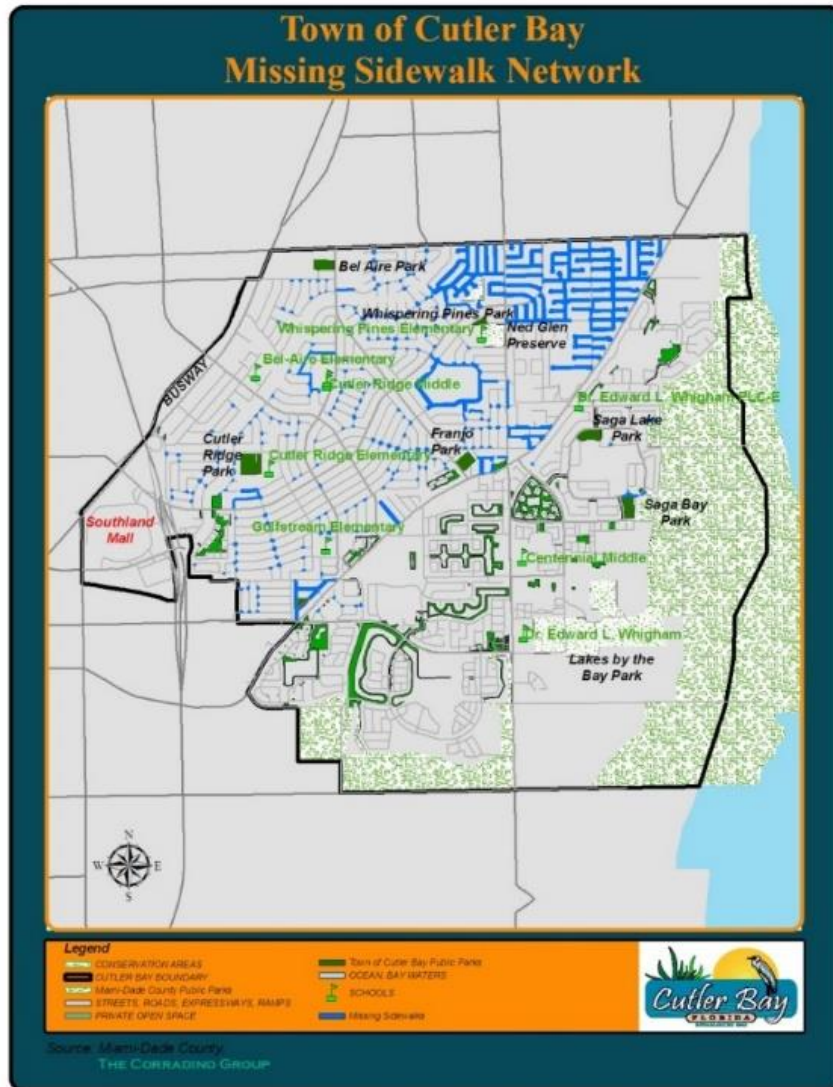 Town of Cutler Bay
Missing Sidewalk Network
Bel Aire Park
Whispering Pines Park
Whispering Pines Elementary
Ned Glen
Preserve
BUSWAY
Bel-Aire Elementary
Cutler Ridge Middle
Dr. Edward L. Whigham PLC-E
Saga Lake
Park
Franjo
Park
Cutler
Ridge
Park
Cutler Ridge Elementary
Saga Bay
Park
Southland
Mall
Gulfstream Elementary
Centennial Middle
Dr. Edward L. Whigham
Lakes by the
Bay Park
N
W E
S
Legend
CONSERVATION AREAS
CUTLER BAY BOUNDARY
Miami-Dade County Public Parks
STREETS, ROADS, EXPRESSWAYS, RAMPS
PRIVATE OPEN SPACE
Town of Cutler Bay Public Parks
OCEAN, BAY WATERS
SCHOOLS
Missing Sidewalks
Cutler Bay
FLORIDA
Source: Miami-Dade County,
THE CORRADINO GROUP